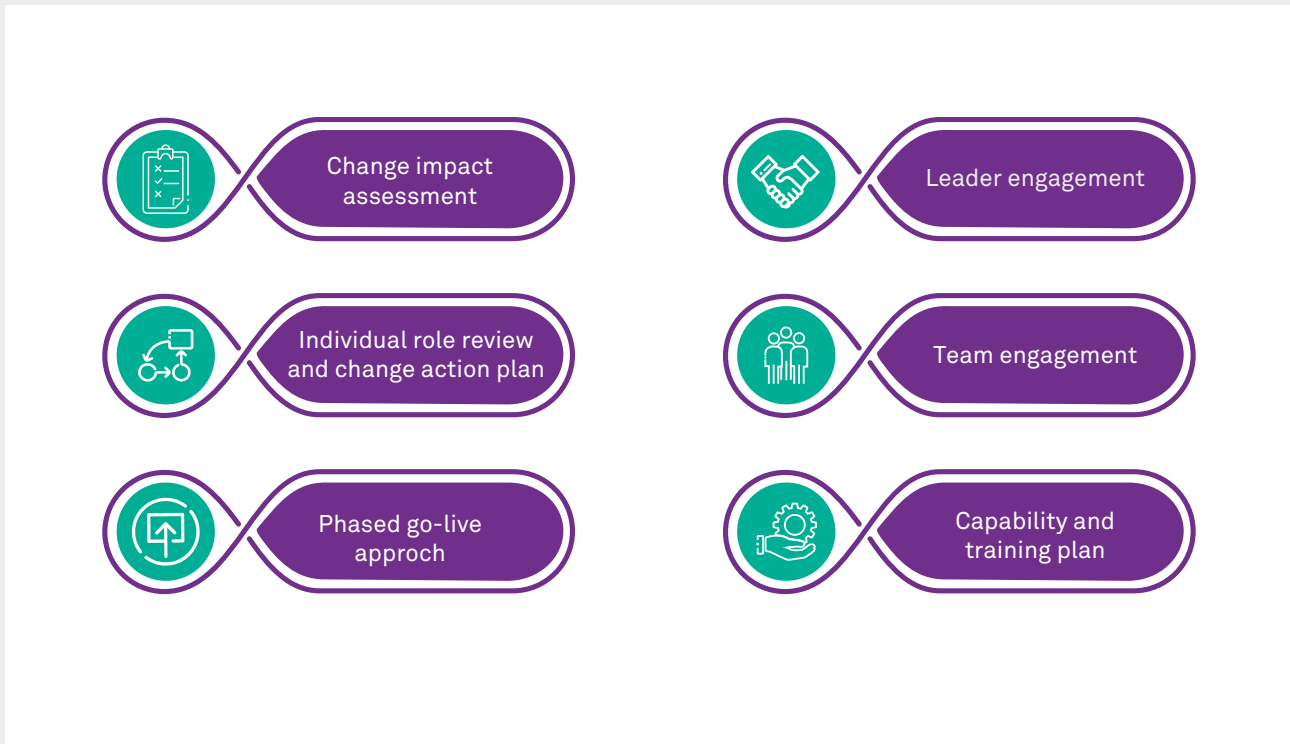 Change impact
assessment
Leader engagement
Individual role review
and change action plan
Team engagement
Phased go-live
approch
Capability and
training plan